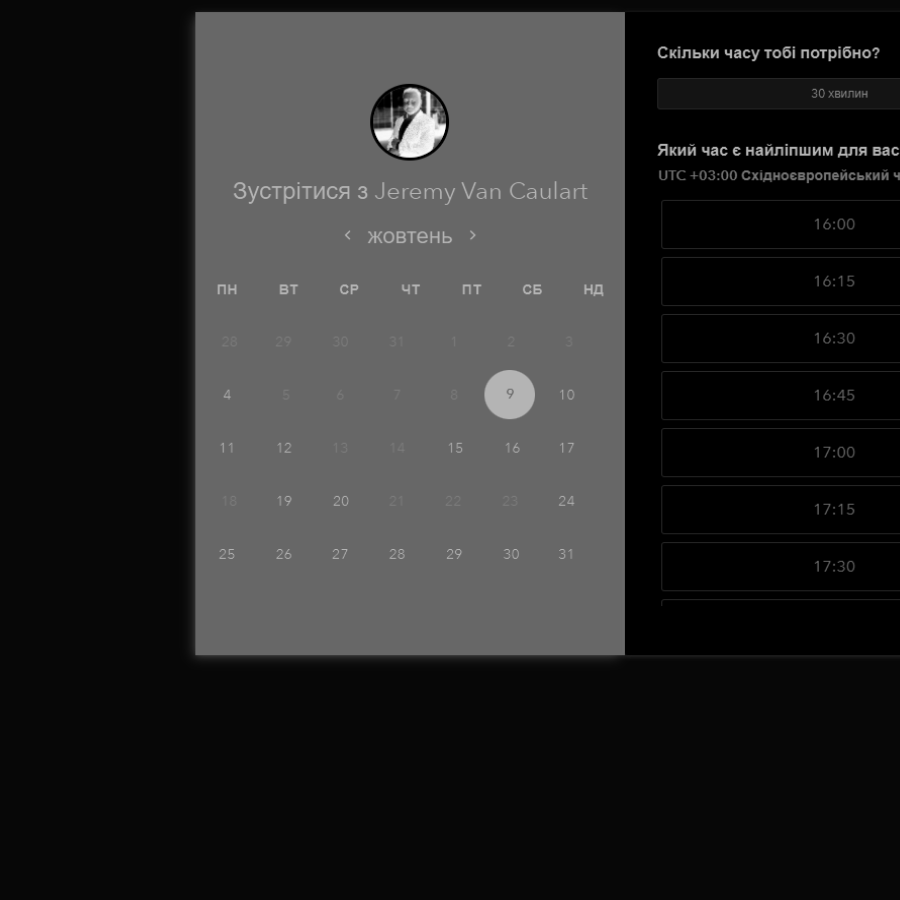 Зустрітися з Jeremy Van Caulart
жовтень
ПН ВТ СР ЧТ ПТ СБ НД
28 29 30 31 1 2 3
4 5 6 7 8 9 10
11 12 13 14 15 16 17
18 19 20 21 22 23 24
25 26 27 28 29 30 31
Скільки часу тобі потрібно?
30 хвилин
Який час є найліпшим для вас
UTC +03:00 Східноєвропейський
16:00
16:15
16:30
16:45
17:00
17:15
17:30